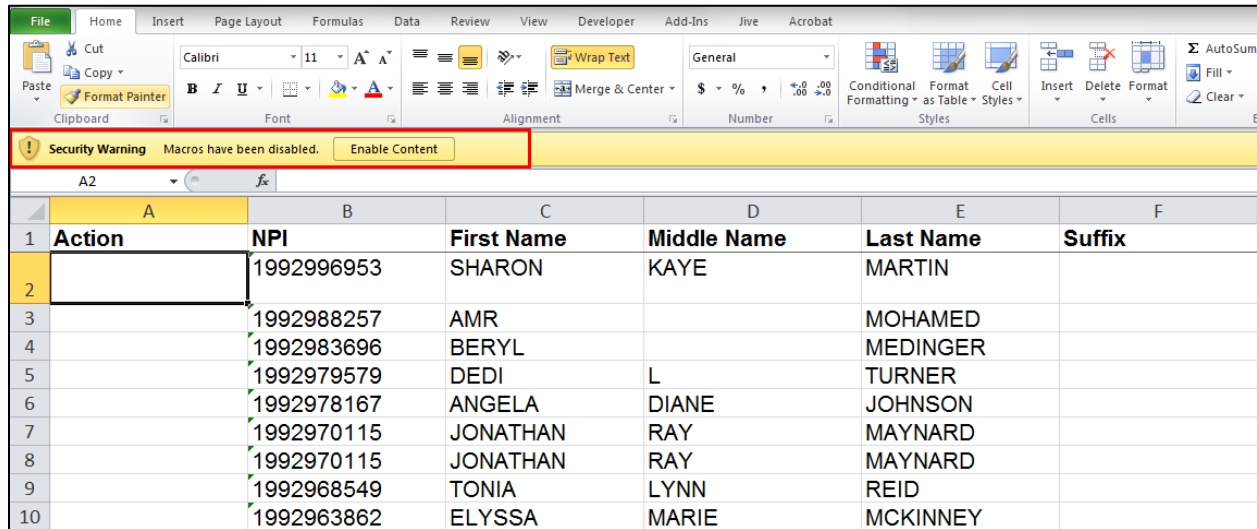 File Home Insert Page Layout Formulas Data Review View Developer Add-Ins Jive Acrobat
Cut Calibri 11 A A Wrap Text General Σ AutoSum
Copy Fill
Paste Format Painter B I U A Merge & Center $ % , .00 .0 Conditional Formatting Format as Table Cell Styles Insert Delete Format Clear
Clipboard Font Alignment Number Styles Cells E
Security Warning Macros have been disabled. Enable Content
A2 fx
A B C D E F
1 Action NPI First Name Middle Name Last Name Suffix
2 1992996953 SHARON KAYE MARTIN
3 1992988257 AMR MOHAMED
4 1992983696 BERYL MEDINGER
5 1992979579 DEDI L TURNER
6 1992978167 ANGELA DIANE JOHNSON
7 1992970115 JONATHAN RAY MAYNARD
8 1992970115 JONATHAN RAY MAYNARD
9 1992968549 TONIA LYNN REID
10 1992963862 ELYSSA MARIE MCKINNEY